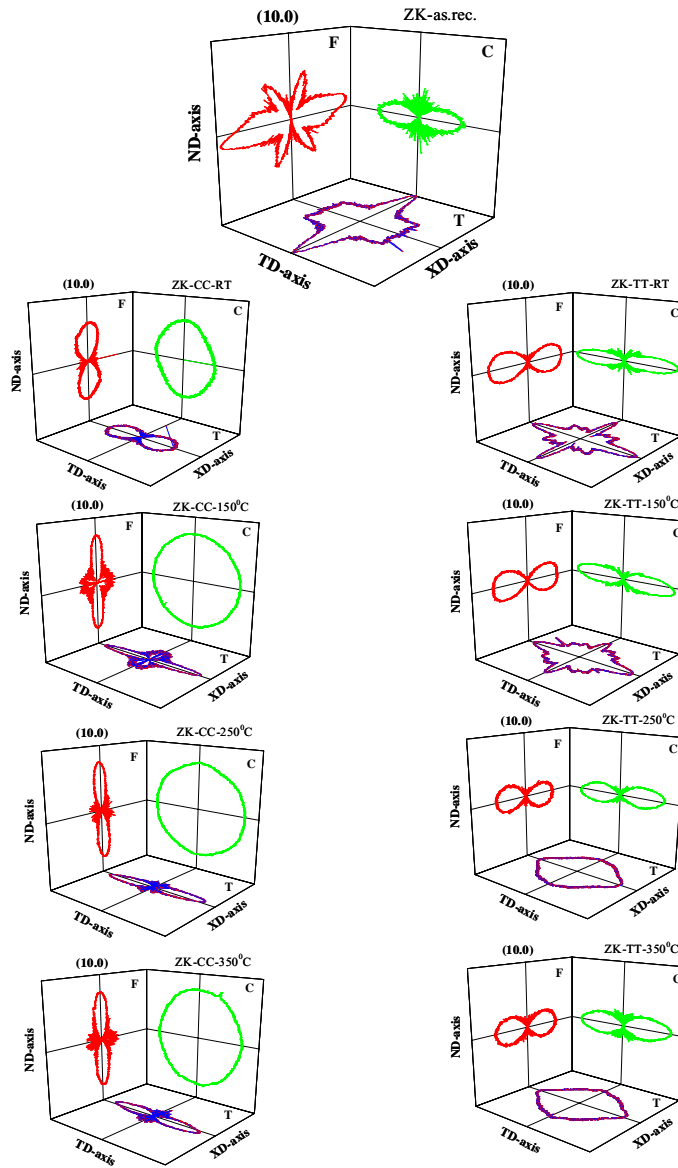 (10.0) ZK-as.rec.
F
C
ND-axis
T
TD-axis
XD-axis
(10.0) ZK-CC-RT
F
C
ND-axis
T
TD-axis
XD-axis
(10.0) ZK-TT-RT
F
C
ND-axis
T
TD-axis
XD-axis
(10.0) ZK-CC-150⁰C
F
C
ND-axis
T
TD-axis
XD-axis
(10.0) ZK-TT-150⁰C
F
C
ND-axis
T
TD-axis
XD-axis
(10.0) ZK-CC-250⁰C
F
C
ND-axis
T
TD-axis
XD-axis
(10.0) ZK-TT-250⁰C
F
C
ND-axis
T
TD-axis
XD-axis
(10.0) ZK-CC-350⁰C
F
C
ND-axis
T
TD-axis
XD-axis
(10.0) ZK-TT-350⁰C
F
C
ND-axis
T
TD-axis
XD-axis